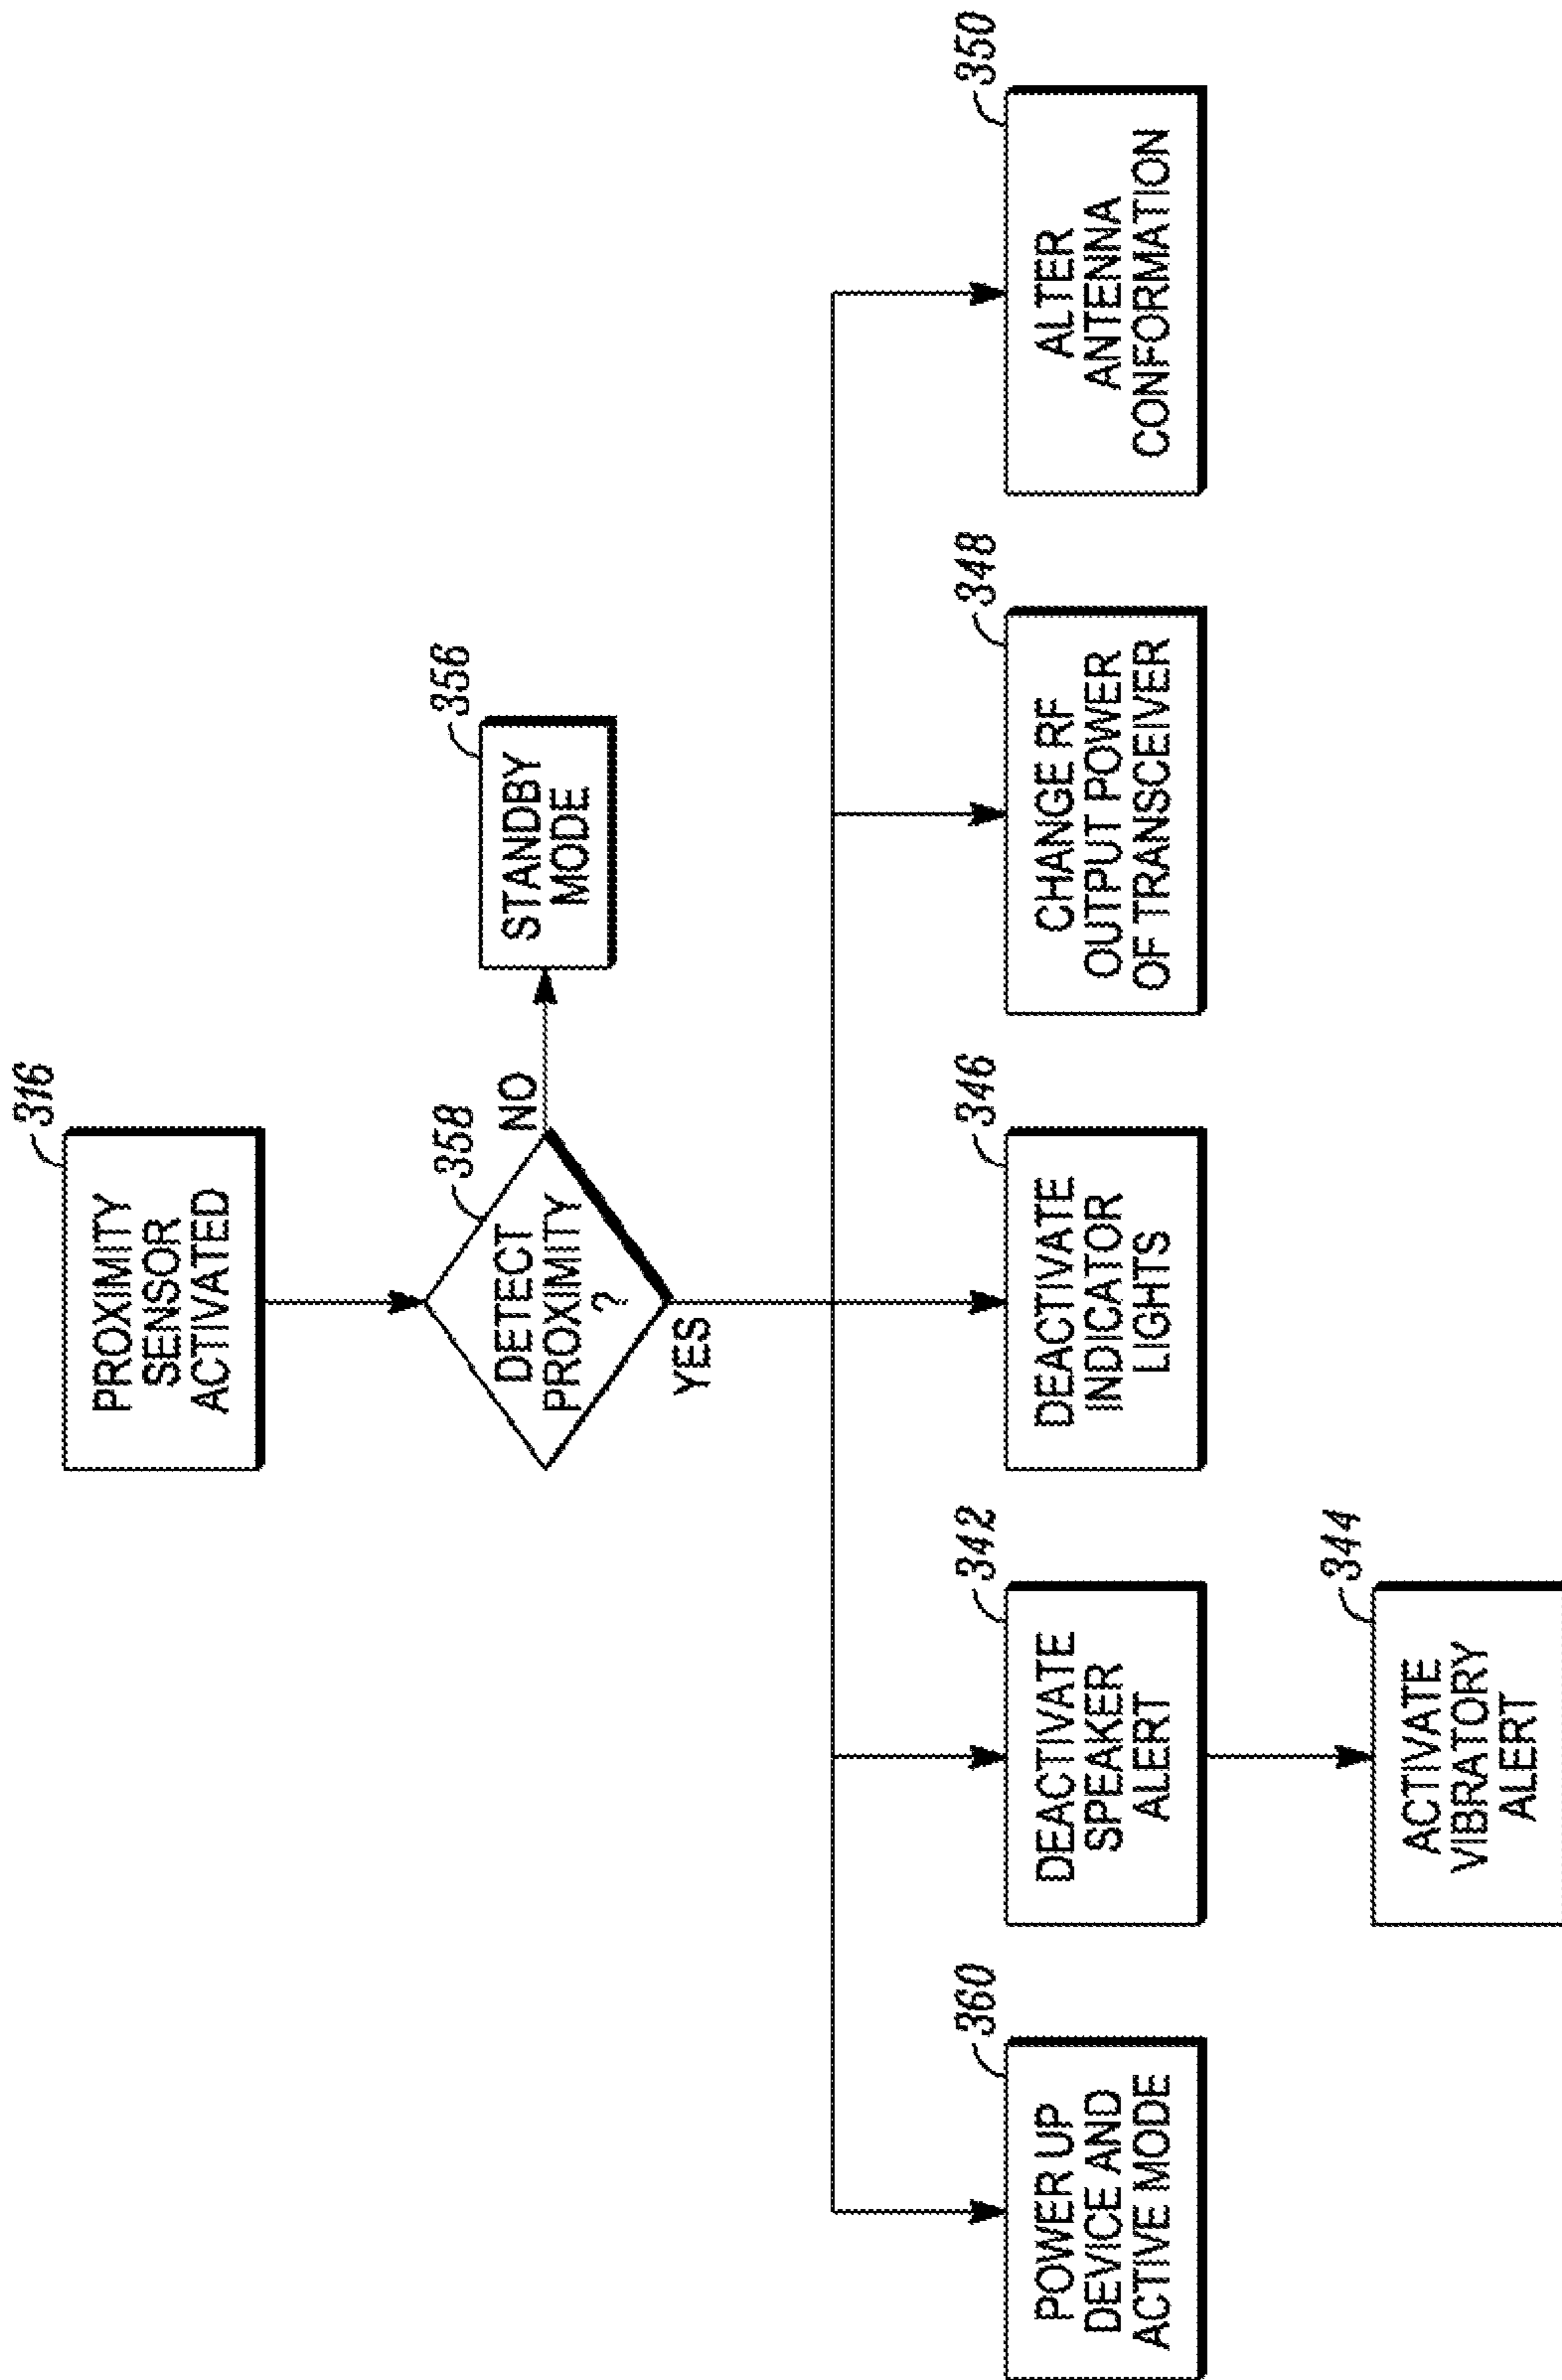 316
PROXIMITY
SENSOR
ACTIVATED
358
DETECT
PROXIMITY
?
NO
YES
356
STANDBY
MODE
360
POWER UP
DEVICE AND
ACTIVE MODE
342
DEACTIVATE
SPEAKER
ALERT
344
ACTIVATE
VIBRATORY
ALERT
346
DEACTIVATE
INDICATOR
LIGHTS
348
CHANGE RF
OUTPUT POWER
OF TRANSCEIVER
350
ALTER
ANTENNA
CONFORMATION